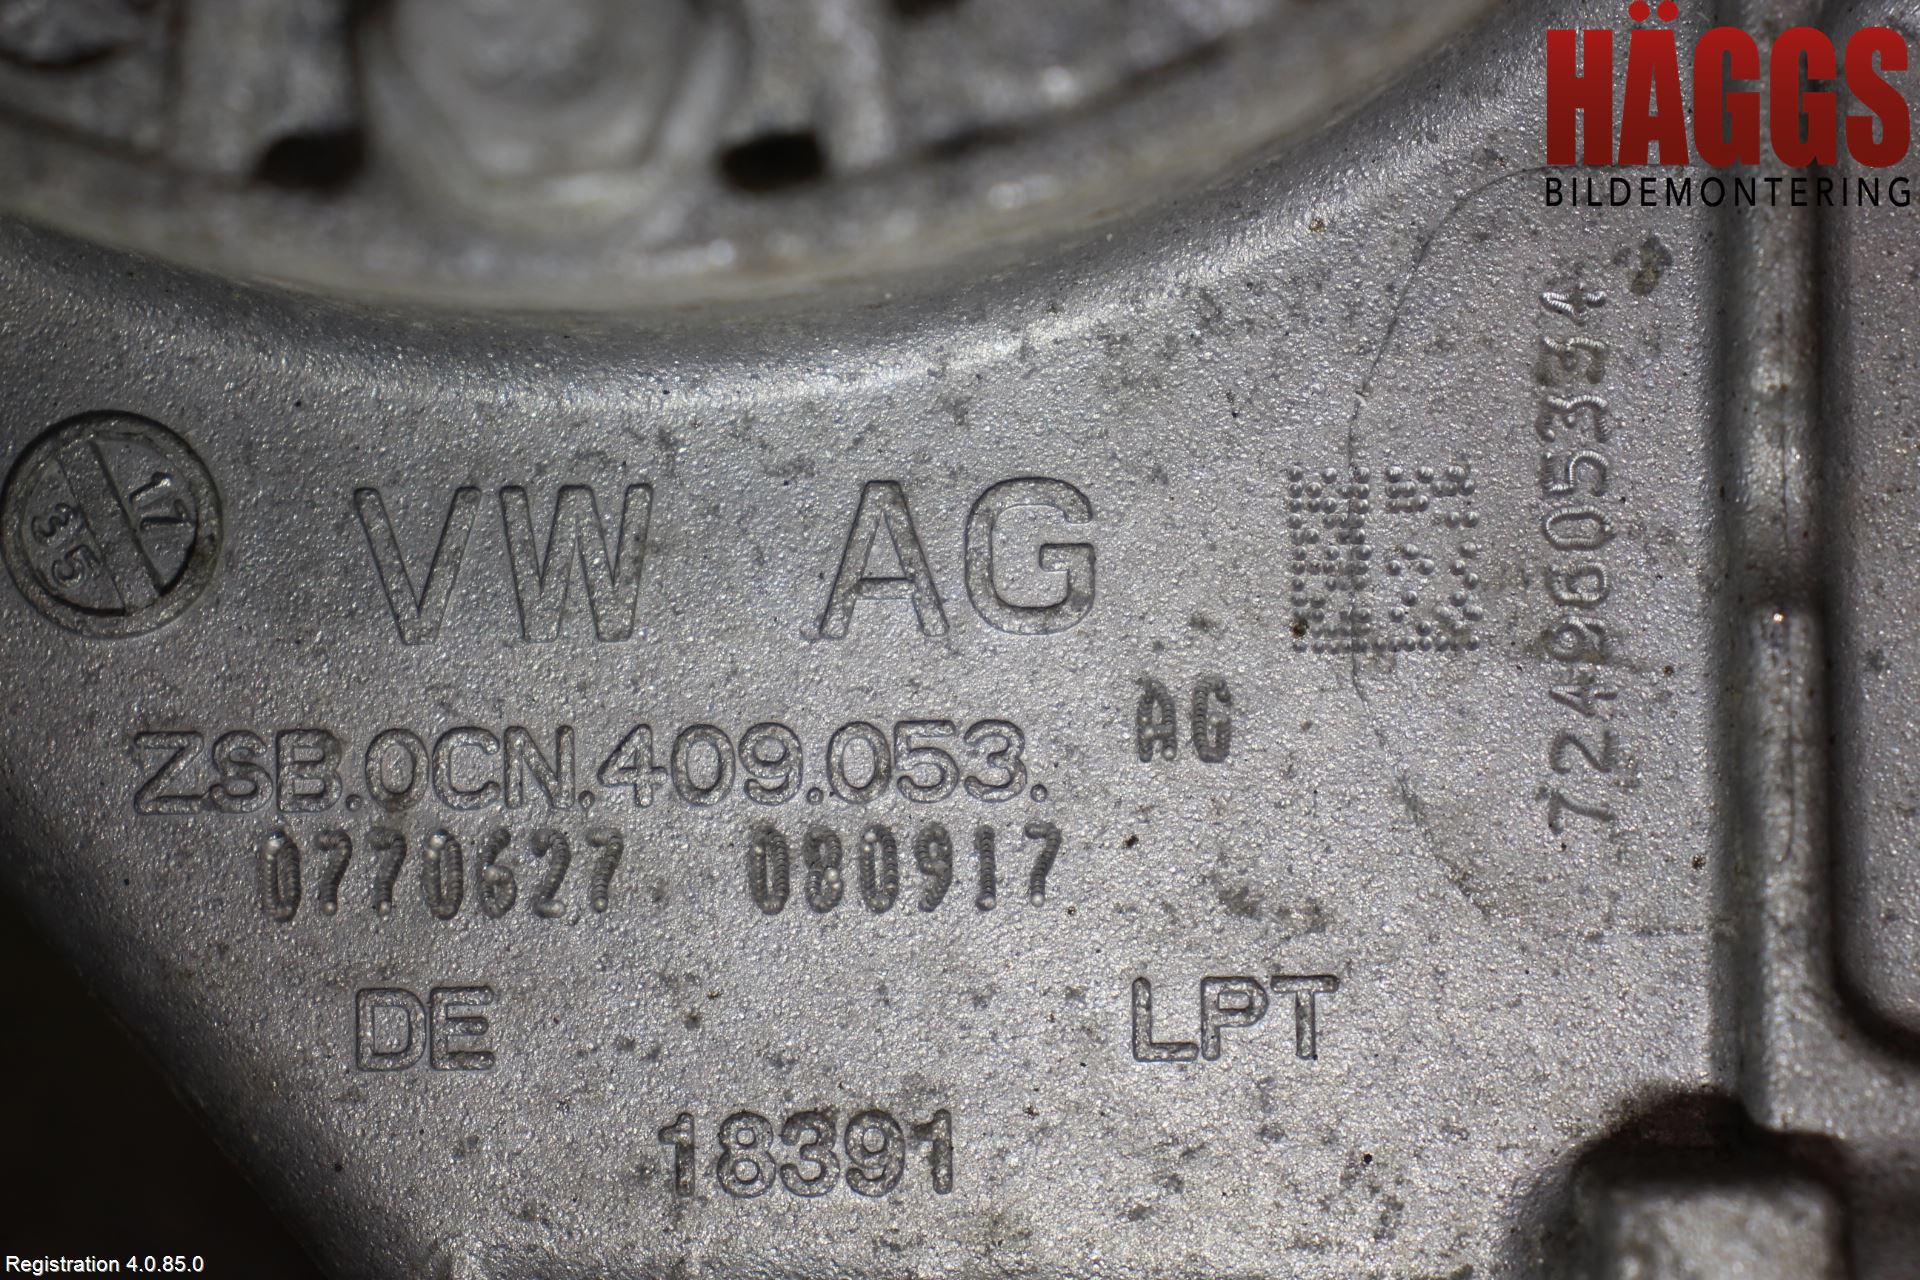 HÄGGS
BILDEMONTERING
17
35
VW AG
ZSB.0CN.409.053. AG
0770627 080917
DE LPT
18391
7248605394
Registration 4.0.85.0